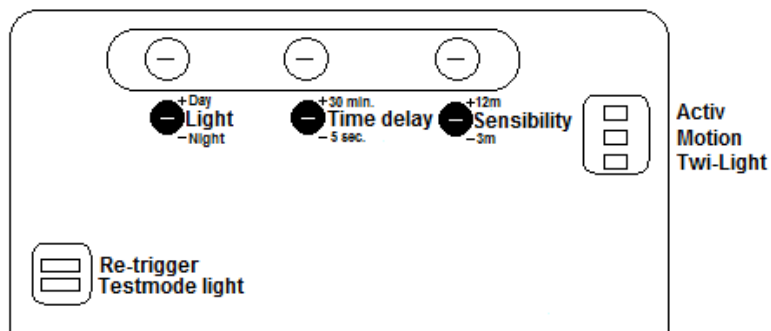 +Day
Light
−Night
+30 min.
Time delay
−5 sec.
+12m
Sensibility
−3m
Activ
Motion
Twi-Light
Re-trigger
Testmode light